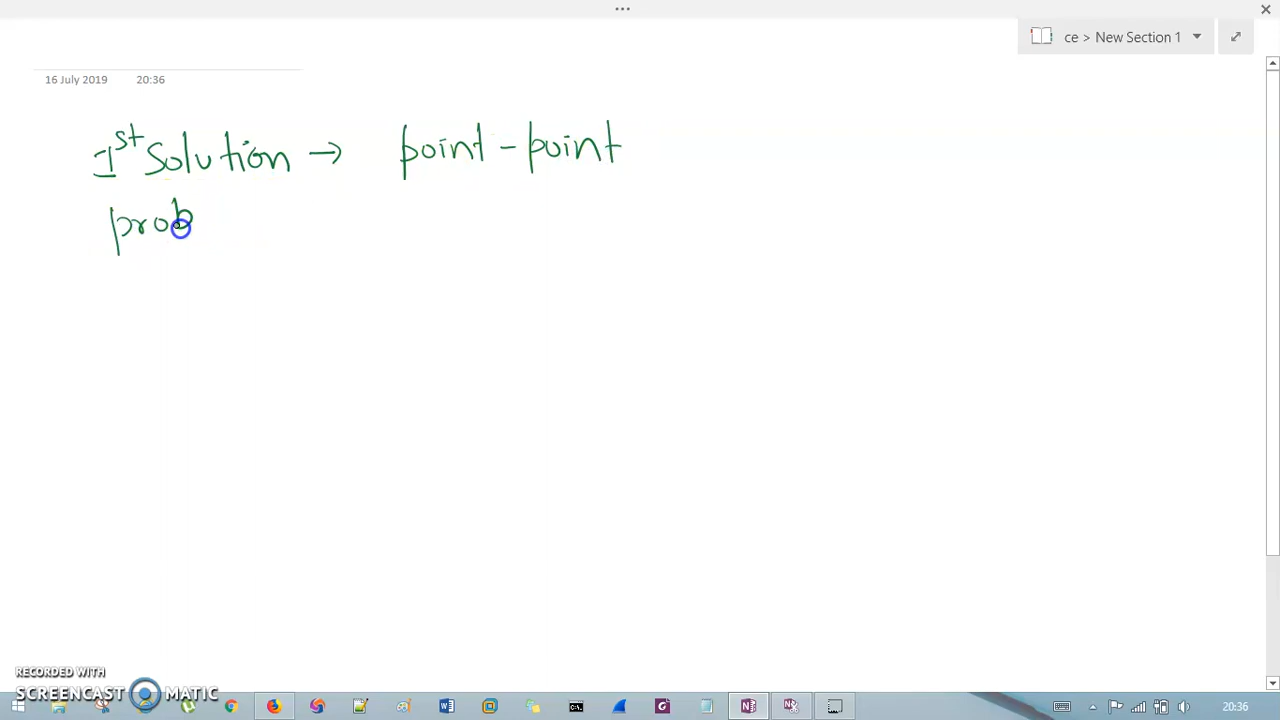 ce > New Section 1
16 July 2019 20:36
1st Solution → point - point
prob
RECORDED WITH
SCREENCAST MATIC
20:36